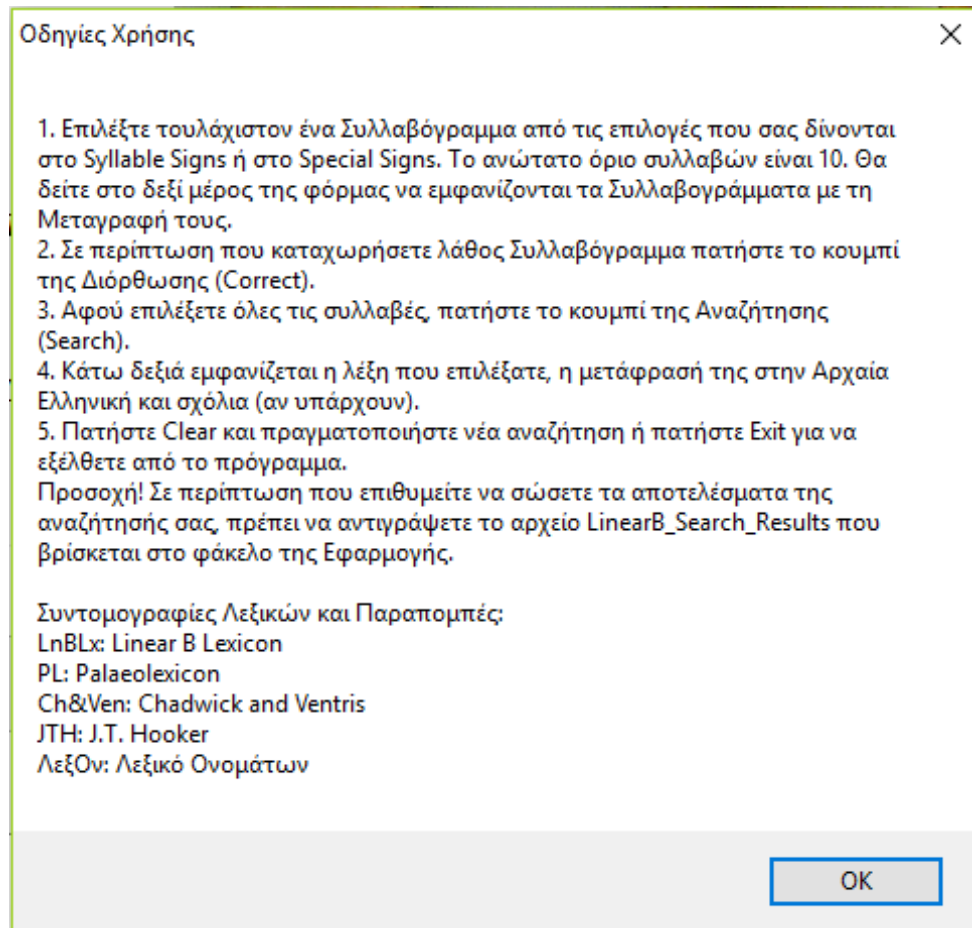 Οδηγίες Χρήσης
1. Επιλέξτε τουλάχιστον ένα Συλλαβόγραμμα από τις επιλογές που σας δίνονται
στο Syllable Signs ή στο Special Signs. Το ανώτατο όριο συλλαβών είναι 10. Θα
δείτε στο δεξί μέρος της φόρμας να εμφανίζονται τα Συλλαβογράμματα με τη
Μεταγραφή τους.
2. Σε περίπτωση που καταχωρήσετε λάθος Συλλαβόγραμμα πατήστε το κουμπί
της Διόρθωσης (Correct).
3. Αφού επιλέξετε όλες τις συλλαβές, πατήστε το κουμπί της Αναζήτησης
(Search).
4. Κάτω δεξιά εμφανίζεται η λέξη που επιλέξατε, η μετάφρασή της στην Αρχαία
Ελληνική και σχόλια (αν υπάρχουν).
5. Πατήστε Clear και πραγματοποιήστε νέα αναζήτηση ή πατήστε Exit για να
εξέλθετε από το πρόγραμμα.
Προσοχή! Σε περίπτωση που επιθυμείτε να σώσετε τα αποτελέσματα της
αναζήτησής σας, πρέπει να αντιγράψετε το αρχείο LinearB_Search_Results που
βρίσκεται στο φάκελο της Εφαρμογής.
Συντομογραφίες Λεξικών και Παραπομπές:
LnBLx: Linear B Lexicon
PL: Palaeolexicon
Ch&Ven: Chadwick and Ventris
JTH: J.T. Hooker
ΛεξΟν: Λεξικό Ονομάτων
OK